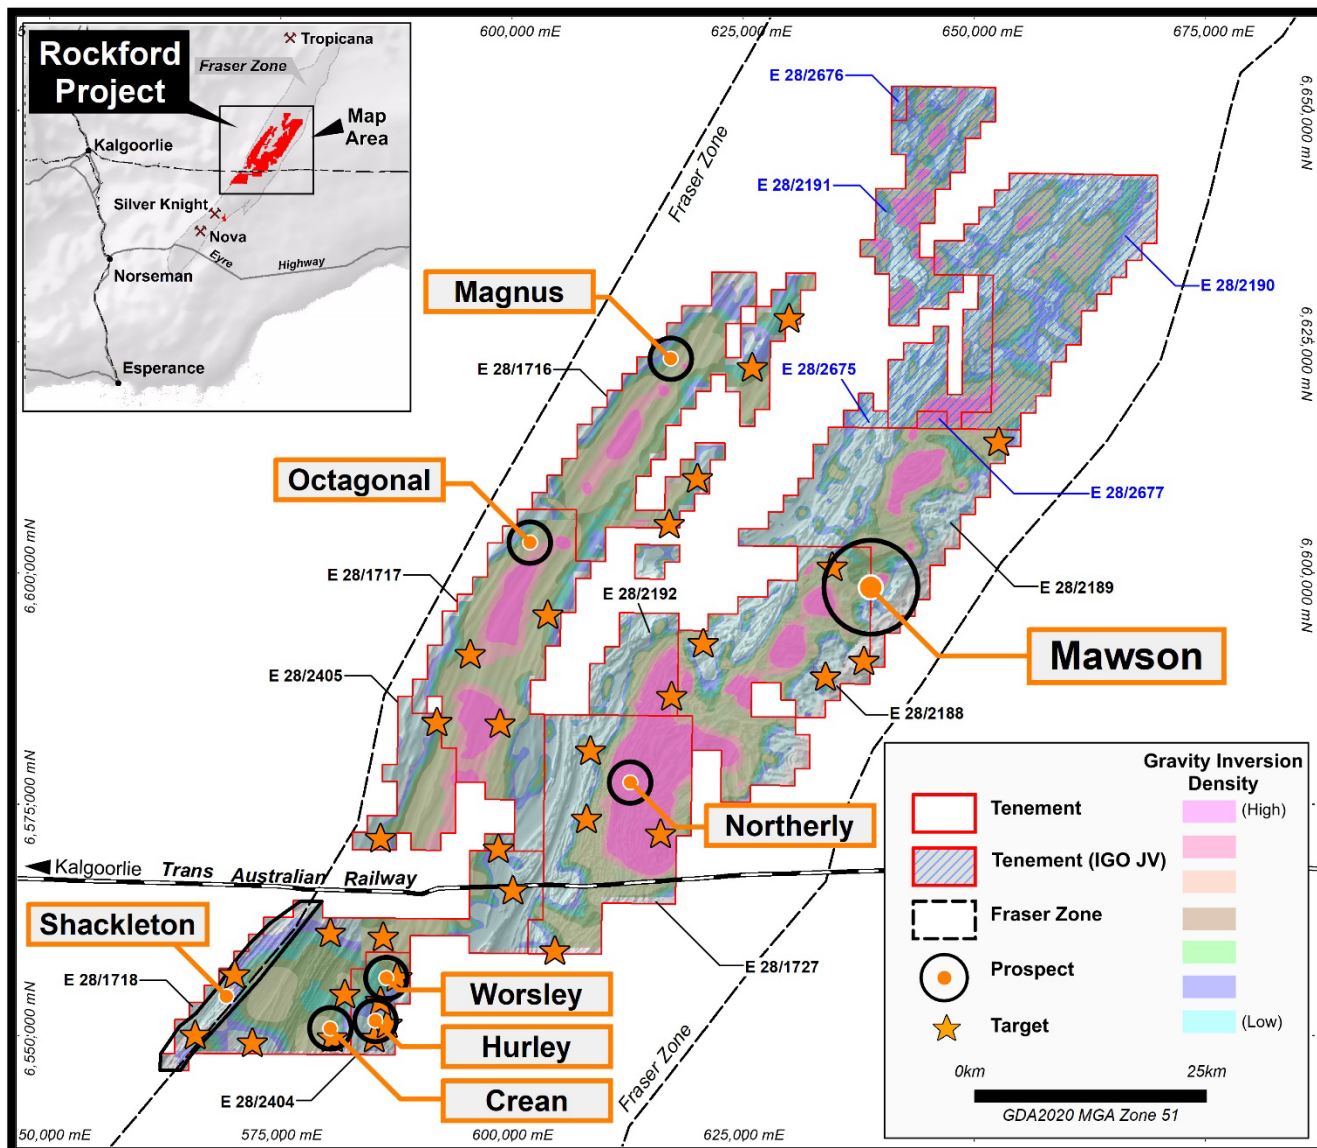 600,000 mE
625,000 mE
650,000 mE
675,000 mE
Tropicana
Fraser Zone
Rockford
Project
Map
Area
Kalgoorlie
Silver Knight
Nova
Eyre
Highway
Norseman
Esperance
6,650,000 mN
6,625,000 mN
6,600,000 mN
6,600,000 mN
6,575,000 mN
6,550,000 mN
Fraser Zone
E 28/2676
E 28/2191
E 28/2190
Magnus
E 28/1716
E 28/2675
Octagonal
E 28/2677
E 28/1717
E 28/2192
E 28/2189
Mawson
E 28/2405
E 28/2188
Northerly
Kalgoorlie
Trans Australian Railway
Shackleton
E 28/1718
E 28/1727
Worsley
Hurley
Crean
E 28/2404
Fraser Zone
Gravity Inversion
Density
Tenement
(High)
Tenement (IGO JV)
Fraser Zone
Prospect
(Low)
Target
0km
25km
GDA2020 MGA Zone 51
50,000 mE
575,000 mE
600,000 mE
625,000 mE